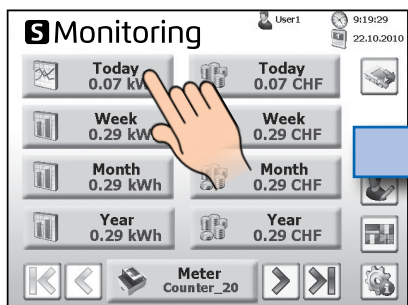 S Monitoring
User1
9:19:29
22.10.2010
Today
0.07 kW
Today
0.07 CHF
Week
0.29 kW
Week
0.29 CHF
Month
0.29 kWh
Month
0.29 CHF
Year
0.29 kWh
Year
0.29 CHF
Meter
Counter_20